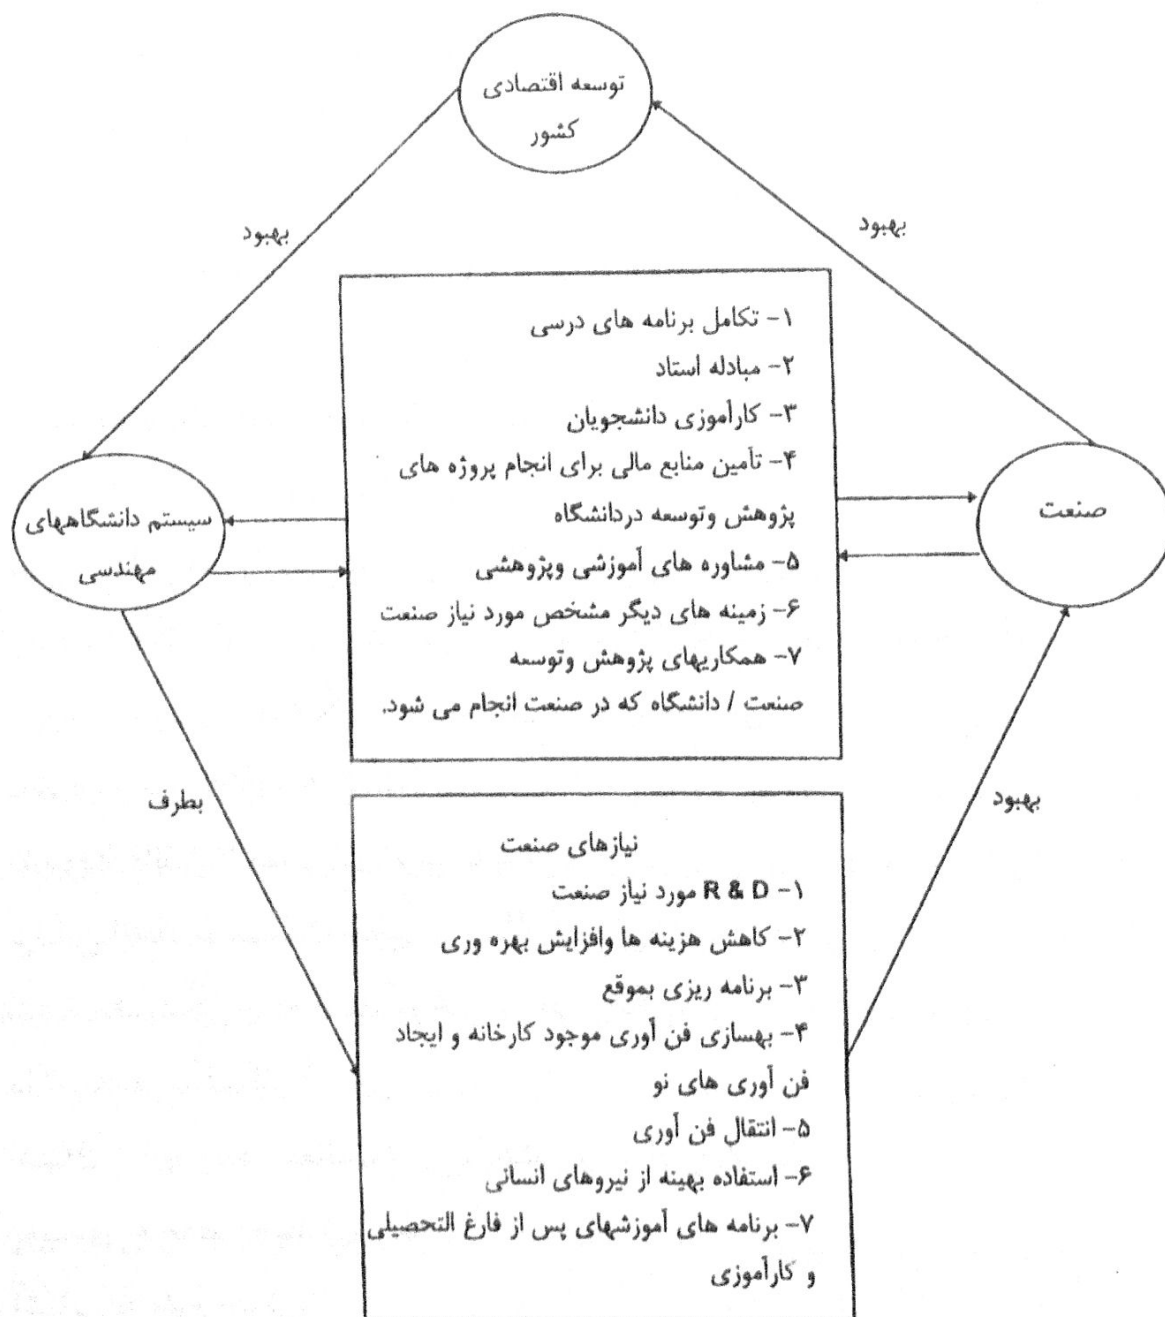 توسعه اقتصادی
کشور
بهبود
بهبود
۱- تکامل برنامه های درسی
۲- مبادله استاد
۳- کارآموزی دانشجویان
۴- تأمین منابع مالی برای انجام پروژه های
پژوهش وتوسعه دردانشگاه
۵- مشاوره های آموزشی وپژوهشی
۶- زمینه های دیگر مشخص مورد نیاز صنعت
۷- همکاریهای پژوهش وتوسعه
صنعت / دانشگاه که در صنعت انجام می شود.
صنعت
سیستم دانشگاههای
مهندسی
بهبود
بطرف
نیازهای صنعت
۱- R & D مورد نیاز صنعت
۲- کاهش هزینه ها وافزایش بهره وری
۳- برنامه ریزی بموقع
۴- بهسازی فن آوری موجود کارخانه و ایجاد
فن آوری های نو
۵- انتقال فن آوری
۶- استفاده بهینه از نیروهای انسانی
۷- برنامه های آموزشهای پس از فارغ التحصیلی
و کارآموزی